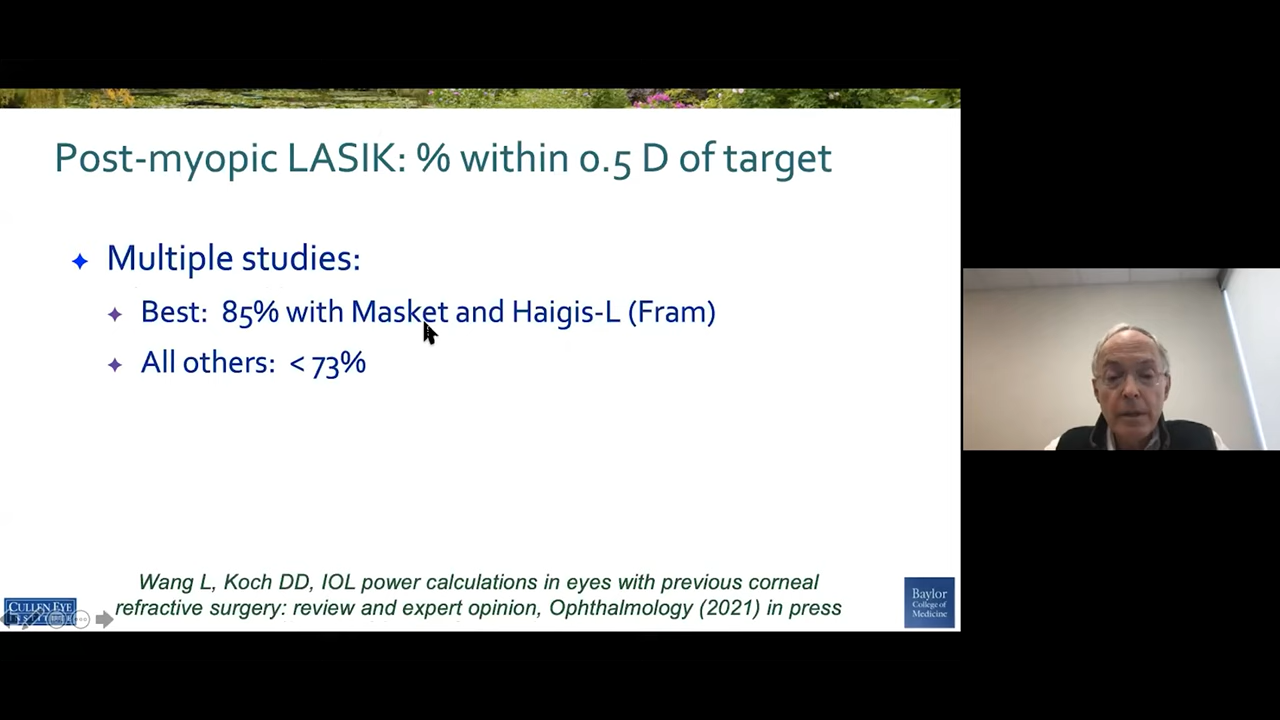 Post-myopic LASIK: % within 0.5 D of target
Multiple studies:
Best: 85% with Masket and Haigis-L (Fram)
All others: < 73%
Wang L, Koch DD, IOL power calculations in eyes with previous corneal
refractive surgery: review and expert opinion, Ophthalmology (2021) in press
CULLEN EYE
Baylor
College of
Medicine